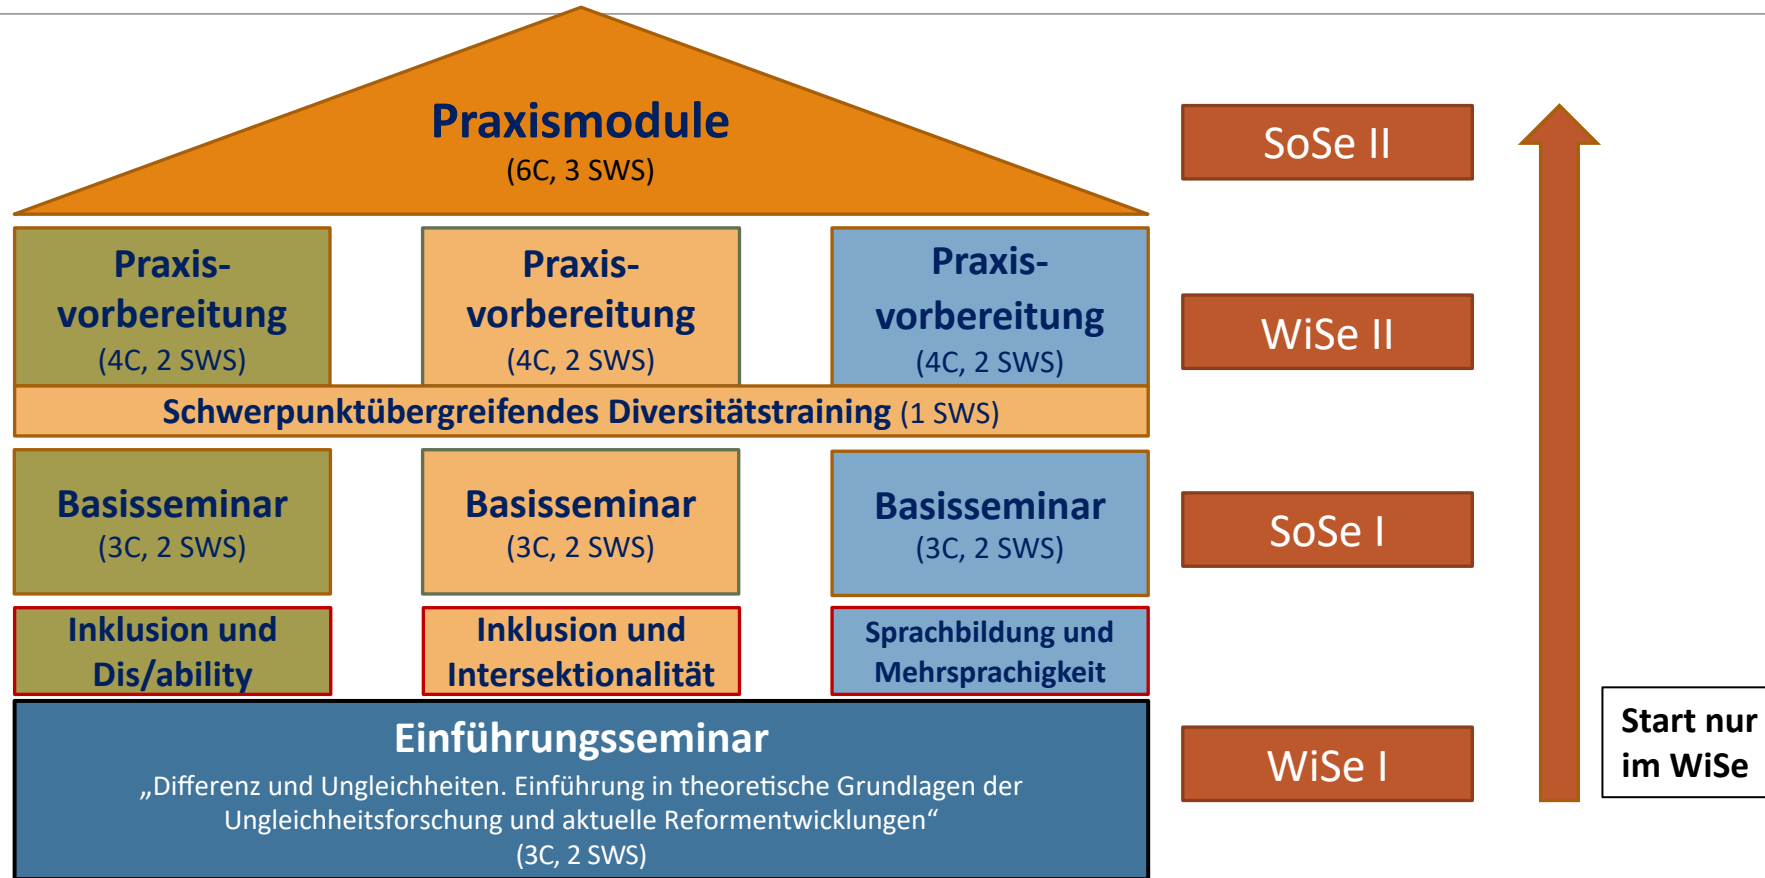 Praxismodule
(6C, 3 SWS)
SoSe II
Praxis-
vorbereitung
(4C, 2 SWS)
Praxis-
vorbereitung
(4C, 2 SWS)
Praxis-
vorbereitung
(4C, 2 SWS)
WiSe II
Schwerpunktübergreifendes Diversitätstraining (1 SWS)
Basisseminar
(3C, 2 SWS)
Basisseminar
(3C, 2 SWS)
Basisseminar
(3C, 2 SWS)
SoSe I
Inklusion und
Dis/ability
Inklusion und
Intersektionalität
Sprachbildung und
Mehrsprachigkeit
Einführungsseminar
„Differenz und Ungleichheiten. Einführung in theoretische Grundlagen der
Ungleichheitsforschung und aktuelle Reformentwicklungen“
(3C, 2 SWS)
WiSe I
Start nur
im WiSe